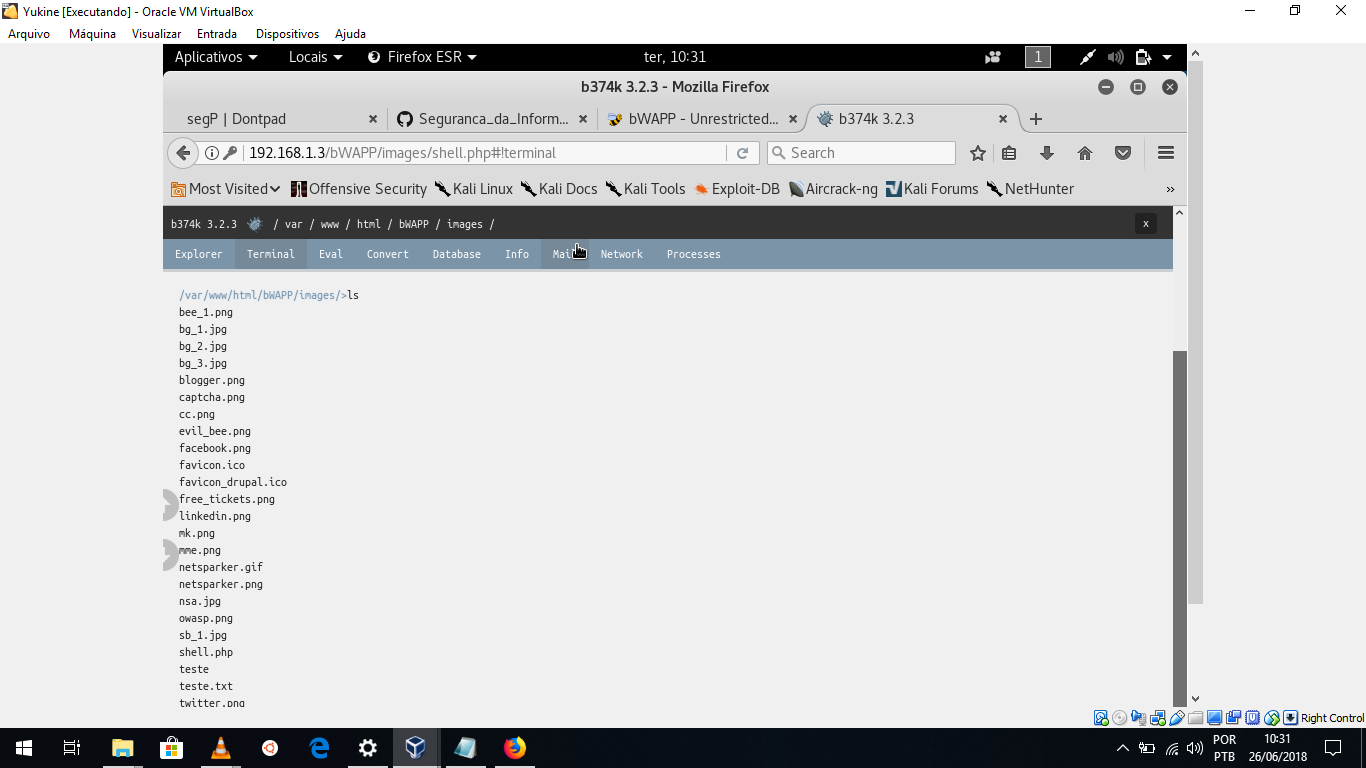 Yukine [Executando] - Oracle VM VirtualBox
Arquivo Máquina Visualizar Entrada Dispositivos Ajuda
Aplicativos Locais Firefox ESR ter, 10:31 1
b374k 3.2.3 - Mozilla Firefox
segP | Dontpad Seguranca_da_Inform... bWAPP - Unrestricted... b374k 3.2.3
192.168.1.3/bWAPP/images/shell.php#!terminal Search
Most Visited Offensive Security Kali Linux Kali Docs Kali Tools Exploit-DB Aircrack-ng Kali Forums NetHunter »
b374k 3.2.3 / var / www / html / bWAPP / images / x
Explorer Terminal Eval Convert Database Info Mail Network Processes
/var/www/html/bWAPP/images/>ls
bee_1.png
bg_1.jpg
bg_2.jpg
bg_3.jpg
blogger.png
captcha.png
cc.png
evil_bee.png
facebook.png
favicon.ico
favicon_drupal.ico
free_tickets.png
linkedin.png
mk.png
mme.png
netsparker.gif
netsparker.png
nsa.jpg
owasp.png
sb_1.jpg
shell.php
teste
teste.txt
twitter.png
Right Control
POR 10:31
PTB 26/06/2018